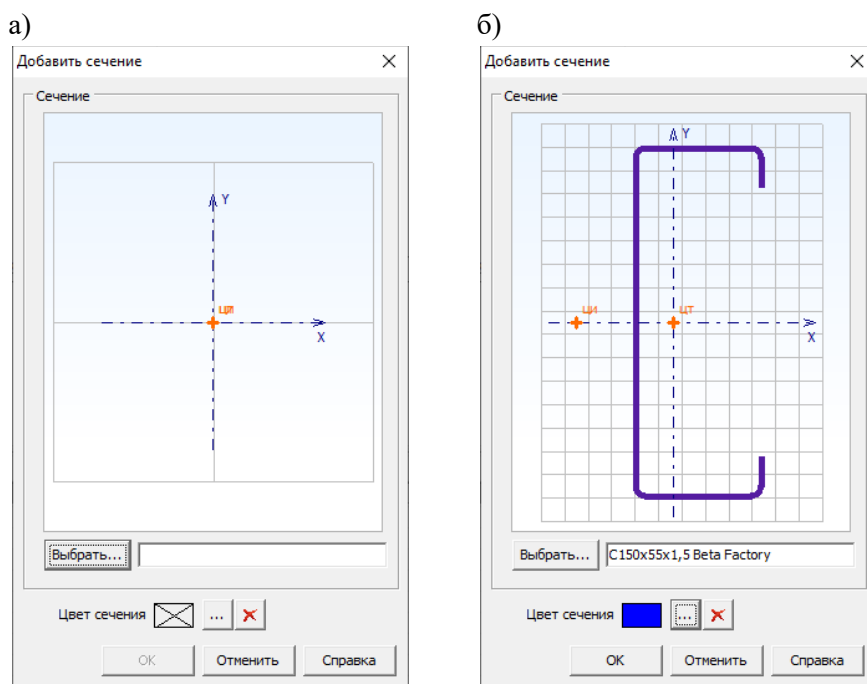 а)
Добавить сечение
Сечение
Y
ЦТ
X
Выбрать...
Цвет сечения ...
OK Отменить Справка
б)
Добавить сечение
Сечение
Y
ЦИ ЦТ
X
Выбрать... C150x55x1,5 Beta Factory
Цвет сечения ...
OK Отменить Справка